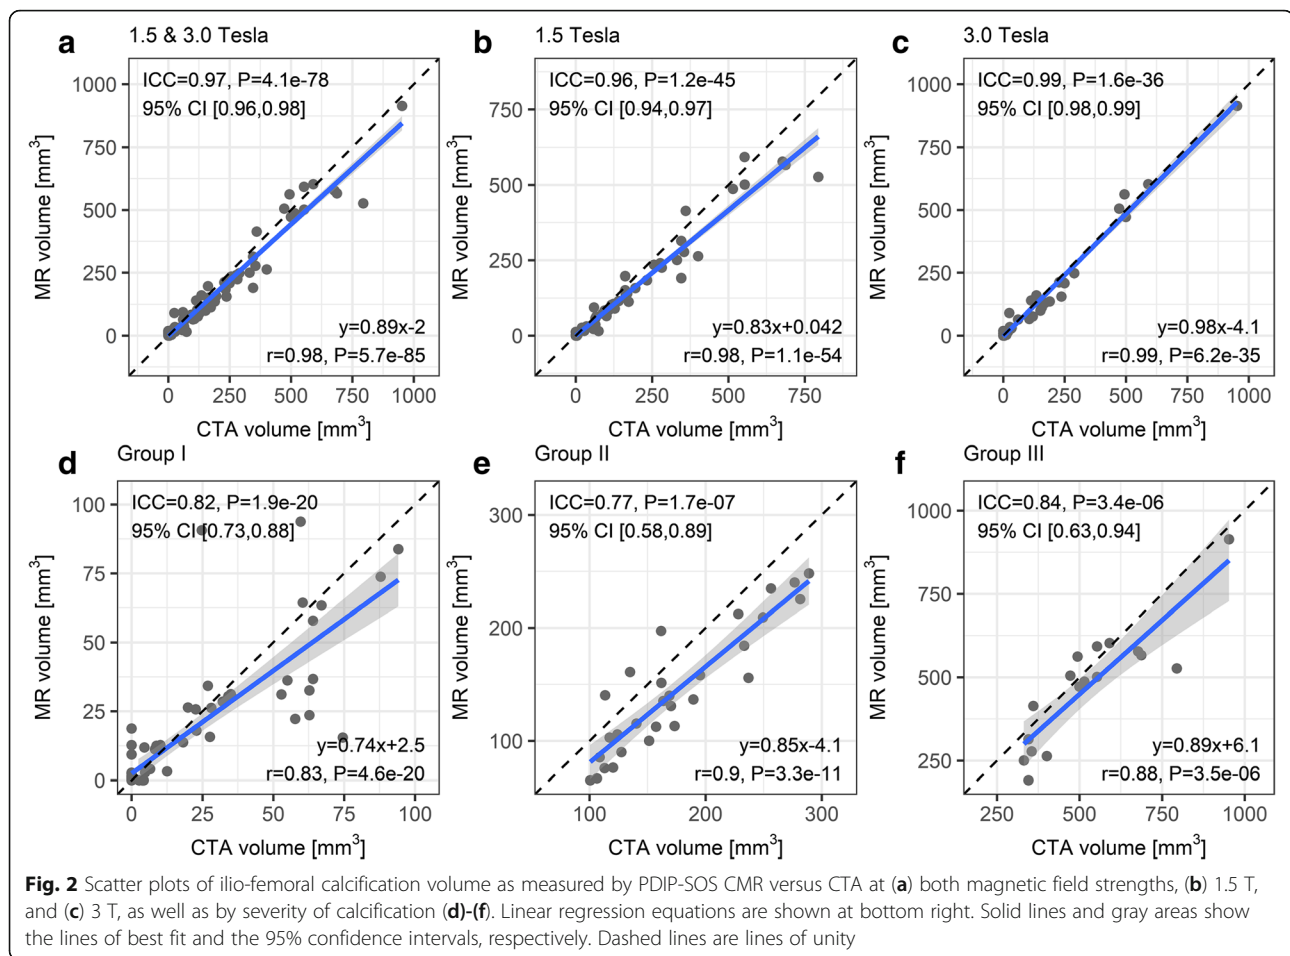 a 1.5 & 3.0 Tesla
ICC=0.97, P=4.1e-78
95% CI [0.96,0.98]
1000
750
500
250
0
MR volume [mm³]
y=0.89x-2
r=0.98, P=5.7e-85
0 250 500 750 1000
CTA volume [mm³]
b 1.5 Tesla
ICC=0.96, P=1.2e-45
95% CI [0.94,0.97]
750
500
250
0
MR volume [mm³]
y=0.83x+0.042
r=0.98, P=1.1e-54
0 250 500 750
CTA volume [mm³]
c 3.0 Tesla
ICC=0.99, P=1.6e-36
95% CI [0.98,0.99]
1000
750
500
250
0
MR volume [mm³]
y=0.98x-4.1
r=0.99, P=6.2e-35
0 250 500 750 1000
CTA volume [mm³]
d Group I
ICC=0.82, P=1.9e-20
95% CI [0.73,0.88]
100
75
50
25
0
MR volume [mm³]
y=0.74x+2.5
r=0.83, P=4.6e-20
0 25 50 75 100
CTA volume [mm³]
e Group II
ICC=0.77, P=1.7e-07
95% CI [0.58,0.89]
300
200
100
MR volume [mm³]
y=0.85x-4.1
r=0.9, P=3.3e-11
100 200 300
CTA volume [mm³]
f Group III
ICC=0.84, P=3.4e-06
95% CI [0.63,0.94]
1000
750
500
250
MR volume [mm³]
y=0.89x+6.1
r=0.88, P=3.5e-06
250 500 750 1000
CTA volume [mm³]
Fig. 2 Scatter plots of ilio-femoral calcification volume as measured by PDIP-SOS CMR versus CTA at (a) both magnetic field strengths, (b) 1.5 T,
and (c) 3 T, as well as by severity of calcification (d)-(f). Linear regression equations are shown at bottom right. Solid lines and gray areas show
the lines of best fit and the 95% confidence intervals, respectively. Dashed lines are lines of unity